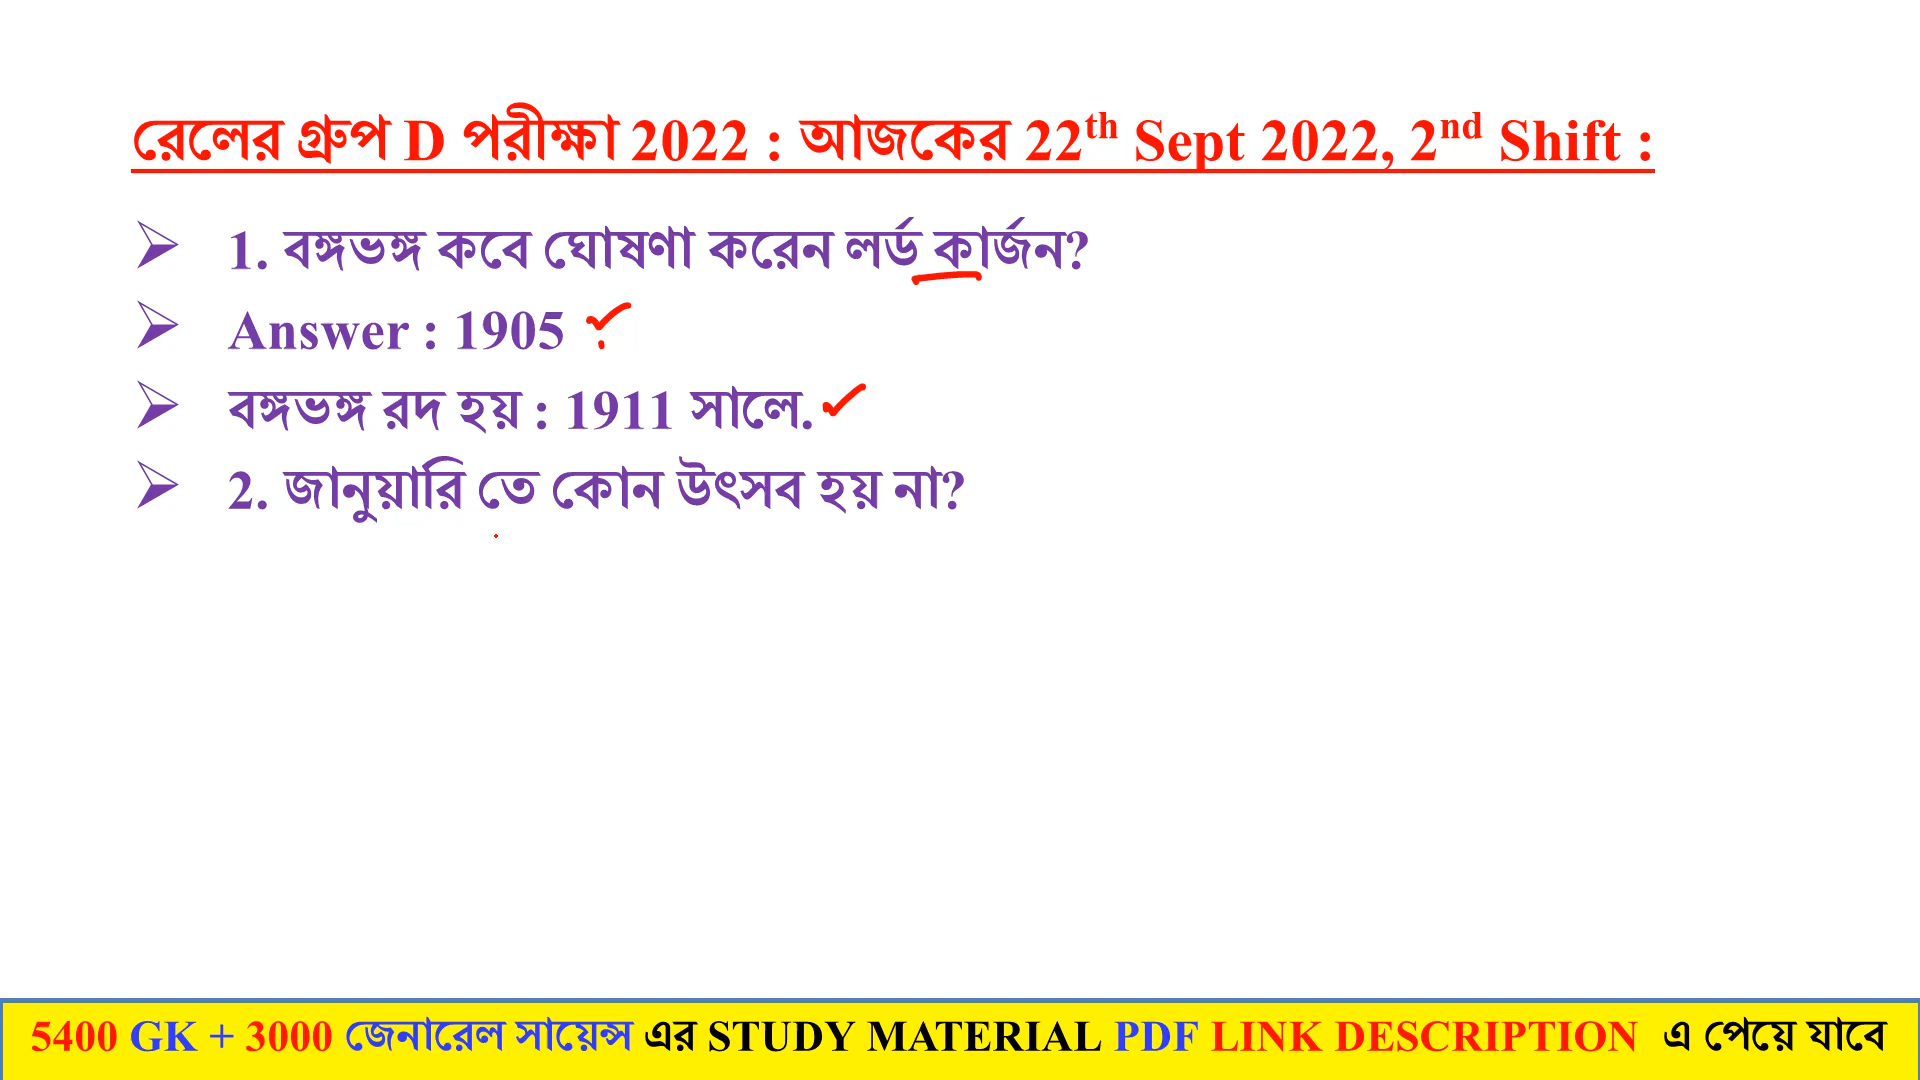 রেলের গ্রুপ D পরীক্ষা 2022 : আজকের 22th Sept 2022, 2nd Shift :
➢ 1. বঙ্গভঙ্গ কবে ঘোষণা করেন লর্ড কার্জন?
➢ Answer : 1905
➢ বঙ্গভঙ্গ রদ হয় : 1911 সালে.
➢ 2. জানুয়ারি তে কোন উৎসব হয় না?
5400 GK + 3000 জেনারেল সায়েন্স এর STUDY MATERIAL PDF LINK DESCRIPTION এ পেয়ে যাবে